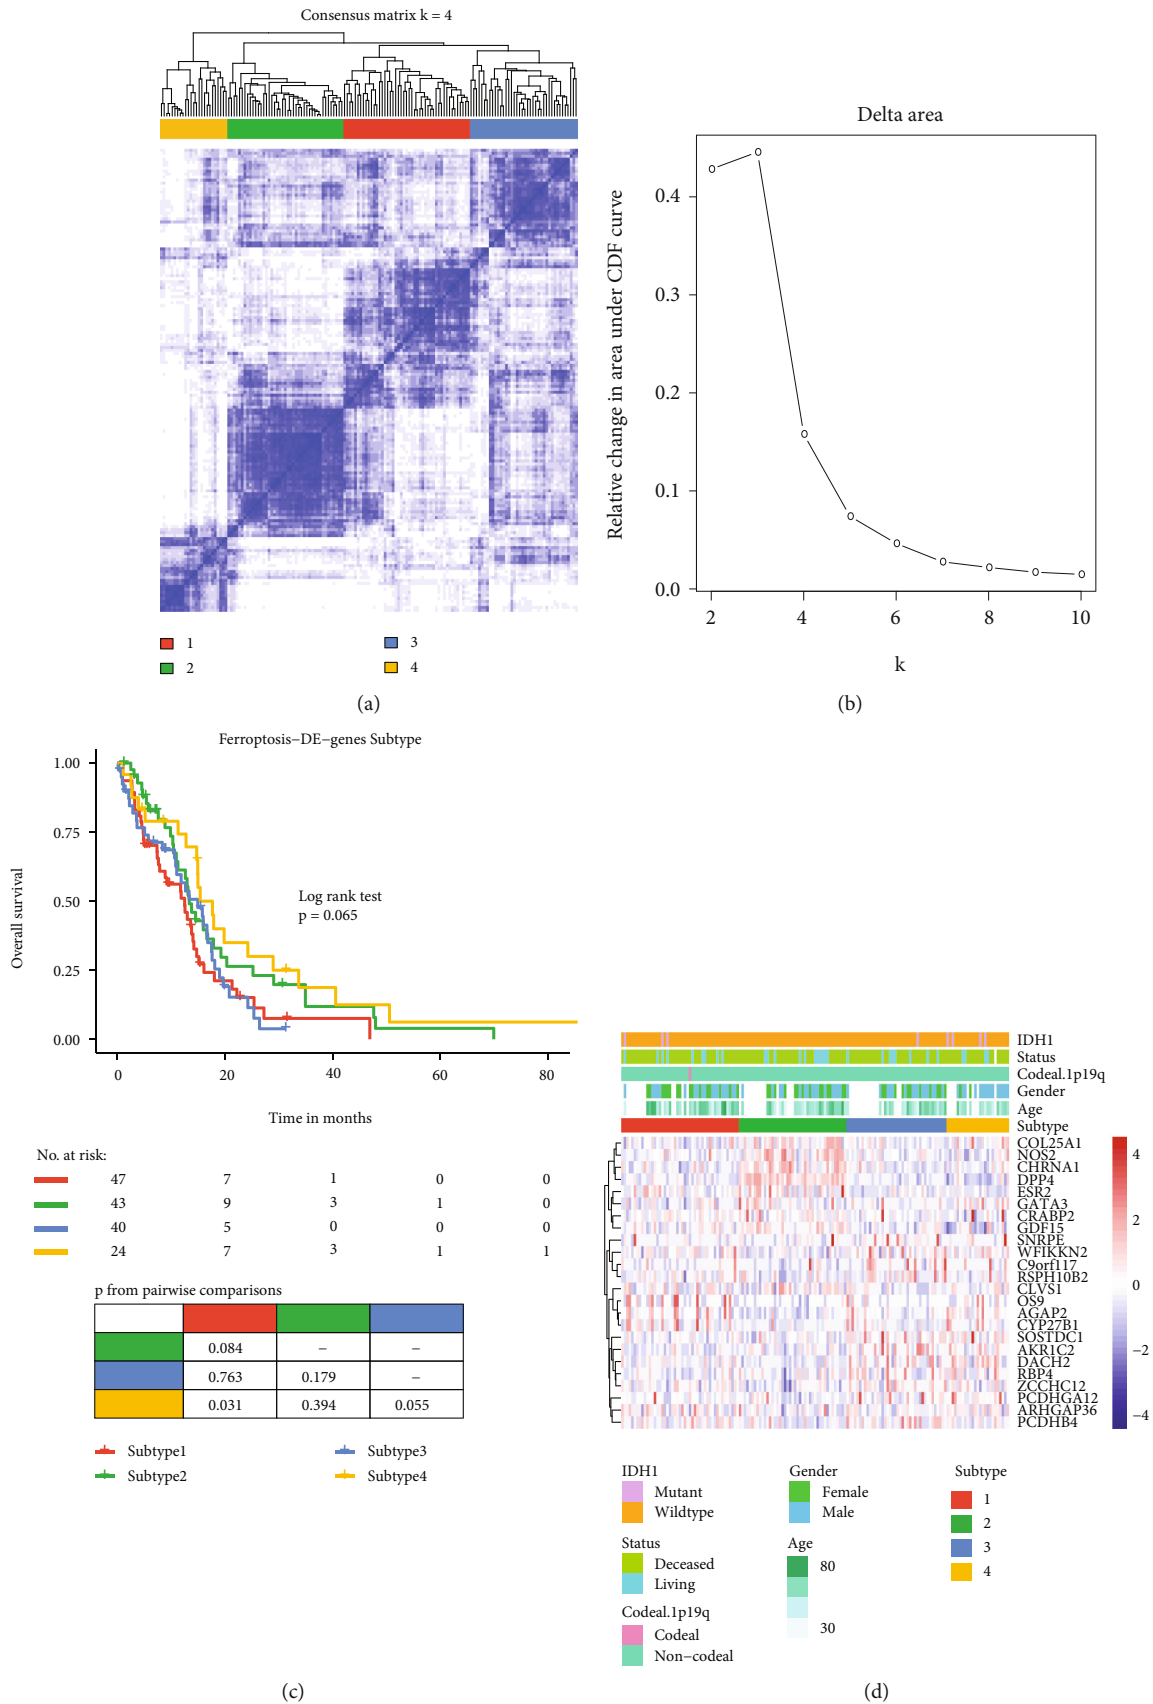 Consensus matrix k = 4
1
2
3
4
(a)
Delta area
Relative change in area under CDF curve
0.4
0.3
0.2
0.1
0.0
2 4 6 8 10
k
(b)
Ferroptosis−DE−genes Subtype
Overall survival
1.00
0.75
0.50
0.25
0.00
Log rank test
p = 0.065
0 20 40 60 80
Time in months
No. at risk:
47 7 1 0 0
43 9 3 1 0
40 5 0 0 0
24 7 3 1 1
p from pairwise comparisons
0.084 – –
0.763 0.179 –
0.031 0.394 0.055
Subtype1
Subtype2
Subtype3
Subtype4
(c)
IDH1
Status
Codeal.1p19q
Gender
Age
Subtype
COL25A1
NOS2
CHRNA1
DPP4
ESR2
GATA3
CRABP2
GDF15
SNRPE
WFIKKN2
C9orf117
RSPH10B2
CLVS1
OS9
AGAP2
CYP27B1
SOSTDC1
AKR1C2
DACH2
RBP4
ZCCHC12
PCDHGA12
ARHGAP36
PCDHB4
4
2
0
−2
−4
IDH1
Mutant
Wildtype
Status
Deceased
Living
Codeal.1p19q
Codeal
Non−codeal
Gender
Female
Male
Age
80
30
Subtype
1
2
3
4
(d)